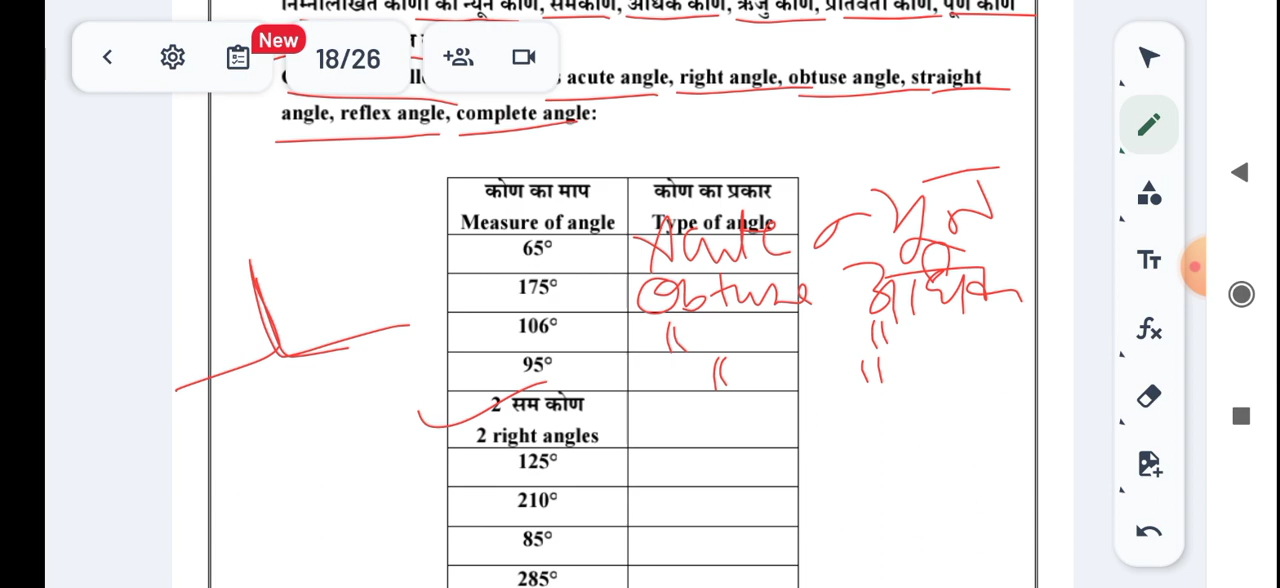 निम्नलिखित कोणों को न्यून कोण, समकोण, अधिक कोण, ऋजु कोण, प्रतिवर्ती कोण, पूर्ण कोण
New
18/26
acute angle, right angle, obtuse angle, straight
angle, reflex angle, complete angle:
कोण का माप कोण का प्रकार
Measure of angle Type of angle
65° Acute न्यून
175° Obtuse अधिक
106° " "
95° " "
2 सम कोण
2 right angles
125°
210°
85°
285°
Tт
fx